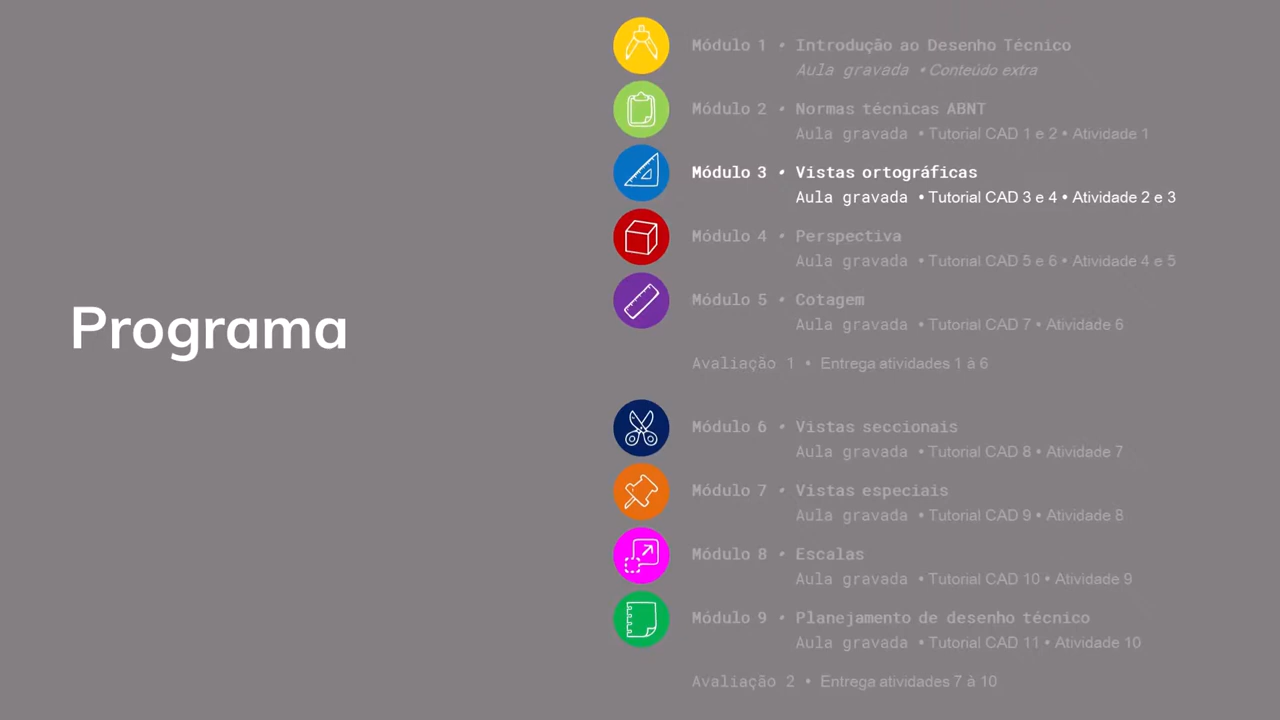 Programa
Módulo 1 • Introdução ao Desenho Técnico
Aula gravada • Conteúdo extra
Módulo 2 • Normas técnicas ABNT
Aula gravada • Tutorial CAD 1 e 2 • Atividade 1
Módulo 3 • Vistas ortográficas
Aula gravada • Tutorial CAD 3 e 4 • Atividade 2 e 3
Módulo 4 • Perspectiva
Aula gravada • Tutorial CAD 5 e 6 • Atividade 4 e 5
Módulo 5 • Cotagem
Aula gravada • Tutorial CAD 7 • Atividade 6
Avaliação 1 • Entrega atividades 1 à 6
Módulo 6 • Vistas seccionais
Aula gravada • Tutorial CAD 8 • Atividade 7
Módulo 7 • Vistas especiais
Aula gravada • Tutorial CAD 9 • Atividade 8
Módulo 8 • Escalas
Aula gravada • Tutorial CAD 10 • Atividade 9
Módulo 9 • Planejamento de desenho técnico
Aula gravada • Tutorial CAD 11 • Atividade 10
Avaliação 2 • Entrega atividades 7 à 10